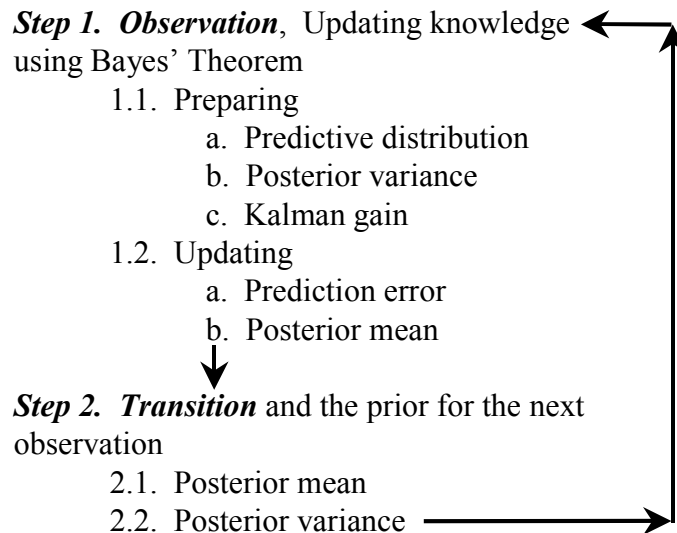 Step 1. Observation, Updating knowledge
using Bayes’ Theorem
1.1. Preparing
a. Predictive distribution
b. Posterior variance
c. Kalman gain
1.2. Updating
a. Prediction error
b. Posterior mean
Step 2. Transition and the prior for the next
observation
2.1. Posterior mean
2.2. Posterior variance